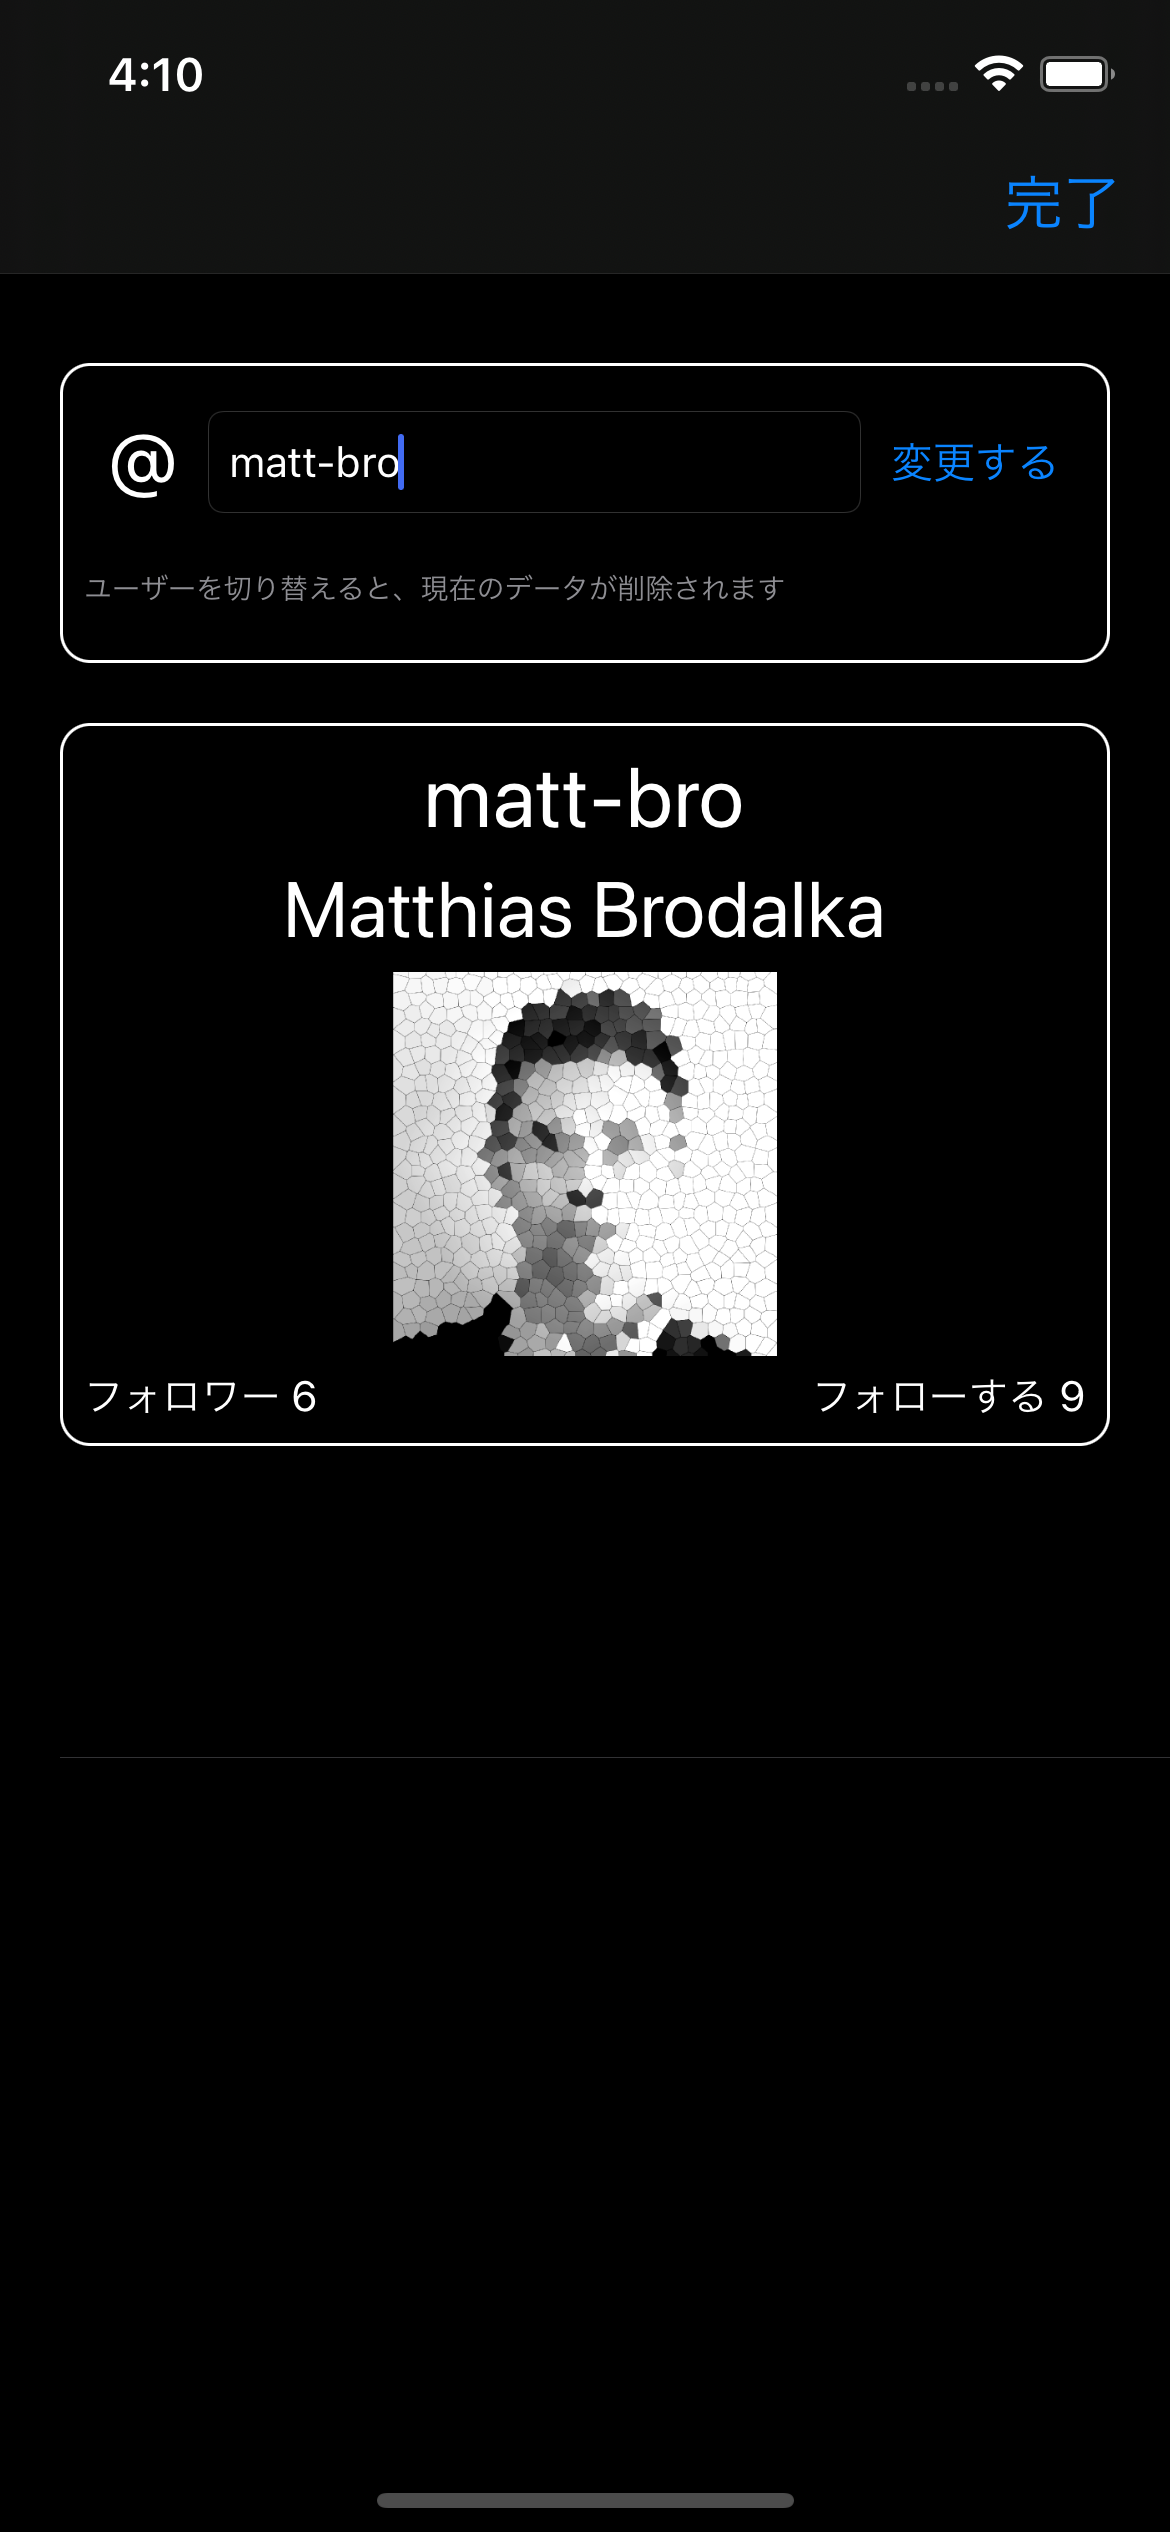 4:10
完了
@ matt-bro 変更する
ユーザーを切り替えると、現在のデータが削除されます
matt-bro
Matthias Brodalka
フォロワー 6 フォローする 9